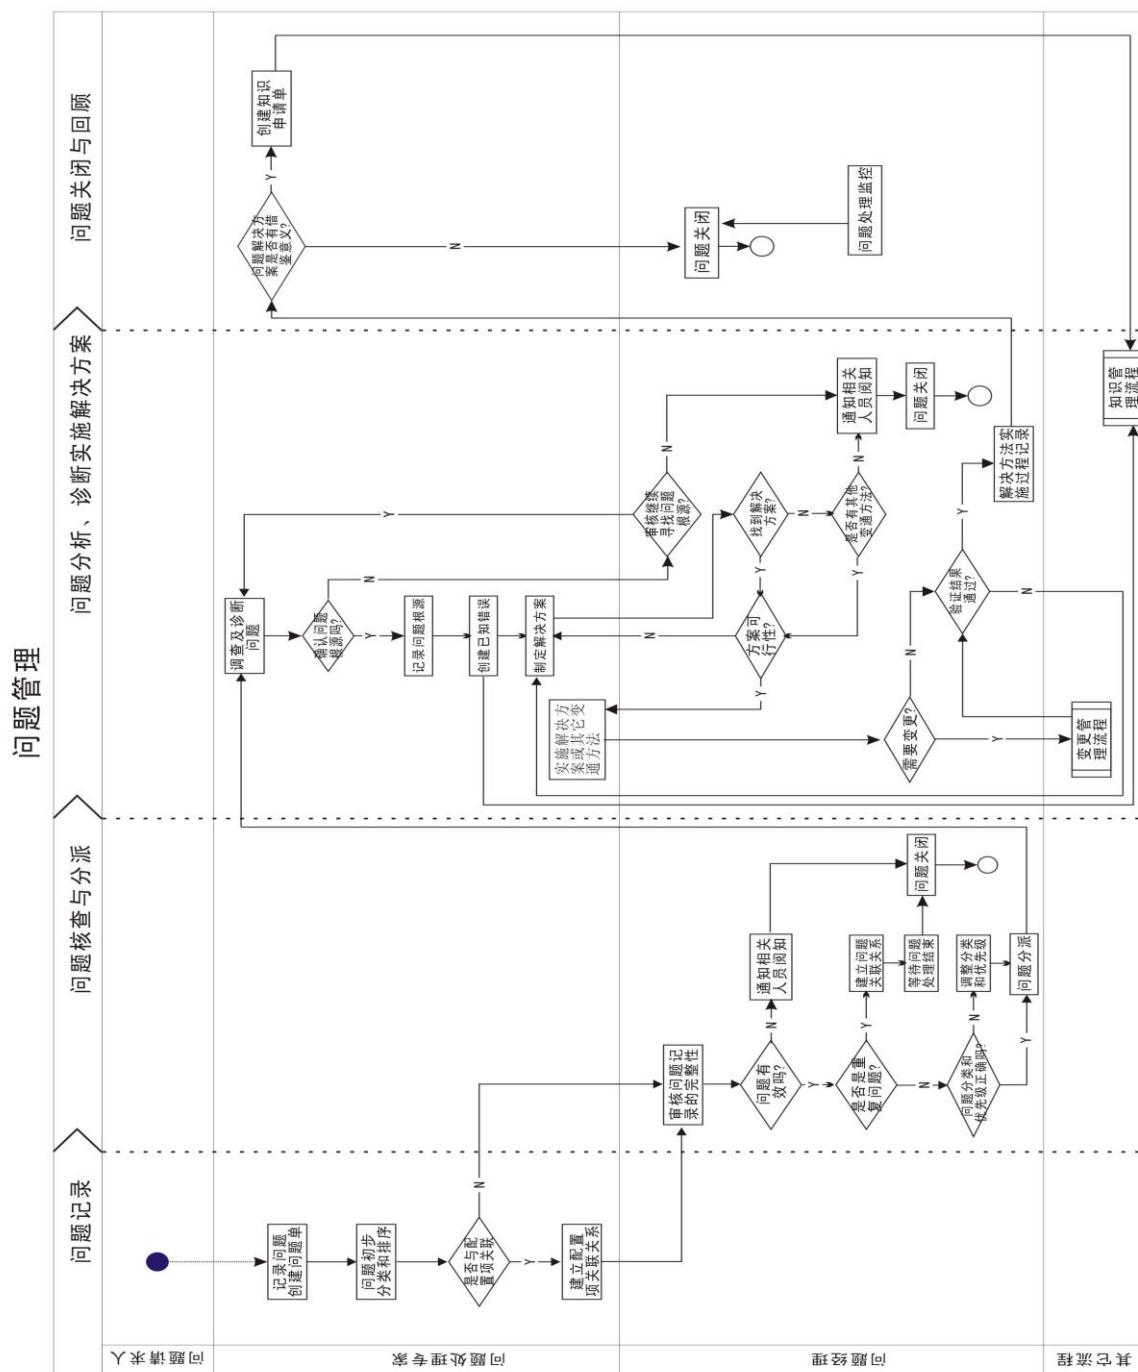 问题管理
问题记录
问题核查与分派
问题分析、诊断实施解决方案
问题关闭与回顾
问题请求人
问题处理专家
问题经理
其它流程
记录问题
创建问题单
问题初步
分类和排序
是否与配
置项关联
N
Y
建立配置
项关联关系
审核问题记
录的完整性
问题有
效吗?
N
Y
通知相关
人员阅知
是否是重
复问题?
Y
N
建立问题
关联关系
等待问题
处理结束
问题关闭
问题分类和
优先级正确吗?
N
Y
调整分类
和优先级
问题分派
调查及诊断
问题
确认问题
根源吗?
Y
N
记录问题根源
创建已知错误
制定解决方案
审核继续
寻找问题
根源?
Y
N
找到解决
方案?
Y
N
是否有其他
变通方法?
Y
N
通知相关
人员阅知
问题关闭
方案可
行性?
N
Y
实施解决方
案或其它变
通方法
需要变更?
N
Y
变更管
理流程
验证结果
通过?
Y
N
解决方法实
施过程记录
知识管
理流程
问题解决方
案是否有借
鉴意义?
Y
N
创建知识
申请单
问题关闭
问题处理监控